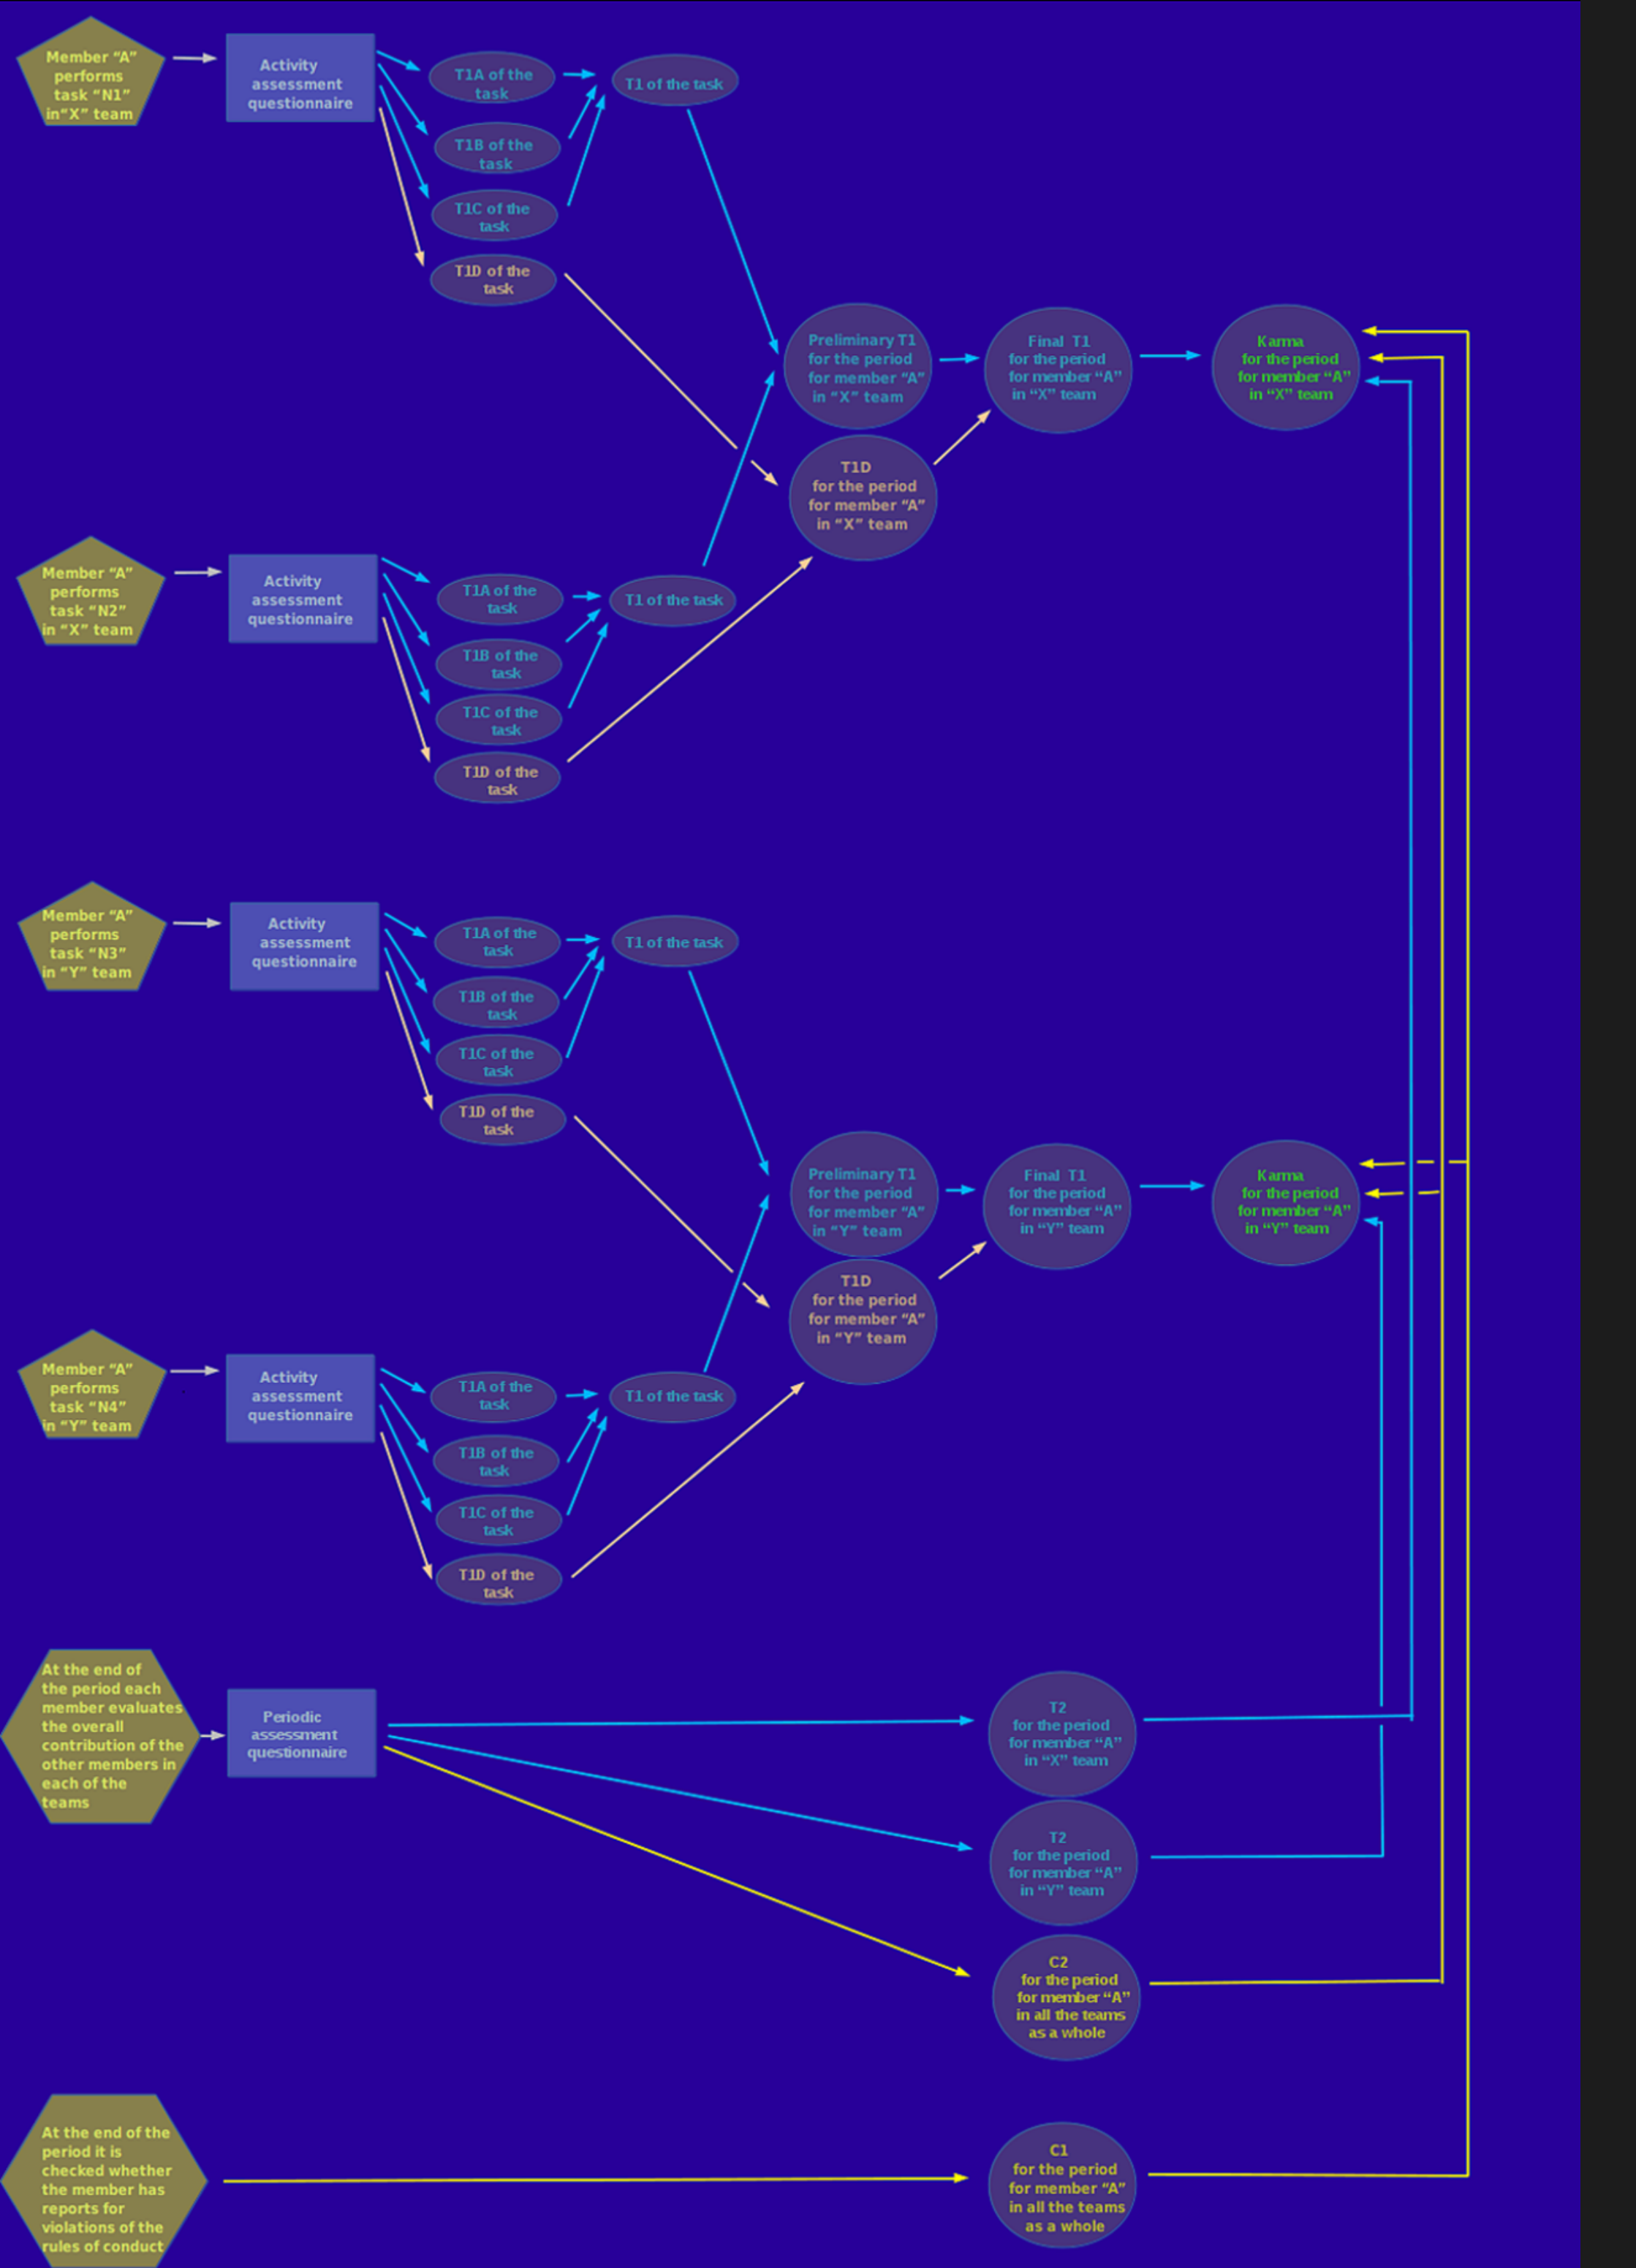 Member “A”
performs
task “N1”
in“X” team
Activity
assessment
questionnaire
T1A of the
task
T1 of the task
T1B of the
task
T1C of the
task
T1D of the
task
Preliminary T1
for the period
for member “A”
in “X” team
Final T1
for the period
for member “A”
in “X” team
Karma
for the period
for member “A”
in “X” team
T1D
for the period
for member “A”
in “X” team
Member “A”
performs
task “N2”
in “X” team
Activity
assessment
questionnaire
T1A of the
task
T1 of the task
T1B of the
task
T1C of the
task
T1D of the
task
Member “A”
performs
task “N3”
in “Y” team
Activity
assessment
questionnaire
T1A of the
task
T1 of the task
T1B of the
task
T1C of the
task
T1D of the
task
Preliminary T1
for the period
for member “A”
in “Y” team
Final T1
for the period
for member “A”
in “Y” team
Karma
for the period
for member “A”
in “Y” team
T1D
for the period
for member “A”
in “Y” team
Member “A”
performs
task “N4”
in “Y” team
Activity
assessment
questionnaire
T1A of the
task
T1 of the task
T1B of the
task
T1C of the
task
T1D of the
task
At the end of
the period each
member evaluates
the overall
contribution of the
other members in
each of the
teams
Periodic
assessment
questionnaire
T2
for the period
for member “A”
in “X” team
T2
for the period
for member “A”
in “Y” team
C2
for the period
for member “A”
in all the teams
as a whole
At the end of the
period it is
checked whether
the member has
reports for
violations of the
rules of conduct
C1
for the period
for member “A”
in all the teams
as a whole